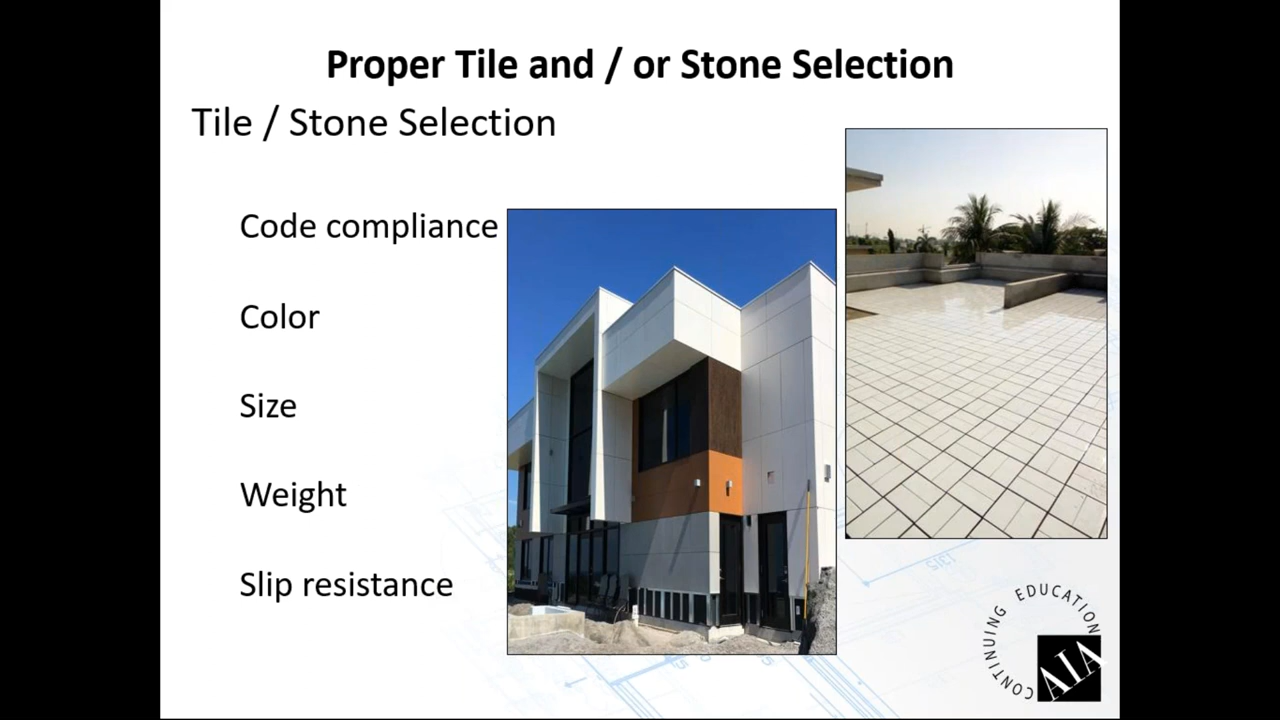 Proper Tile and / or Stone Selection
Tile / Stone Selection
Code compliance
Color
Size
Weight
Slip resistance
1315
CONTINUING EDUCATION
AIA